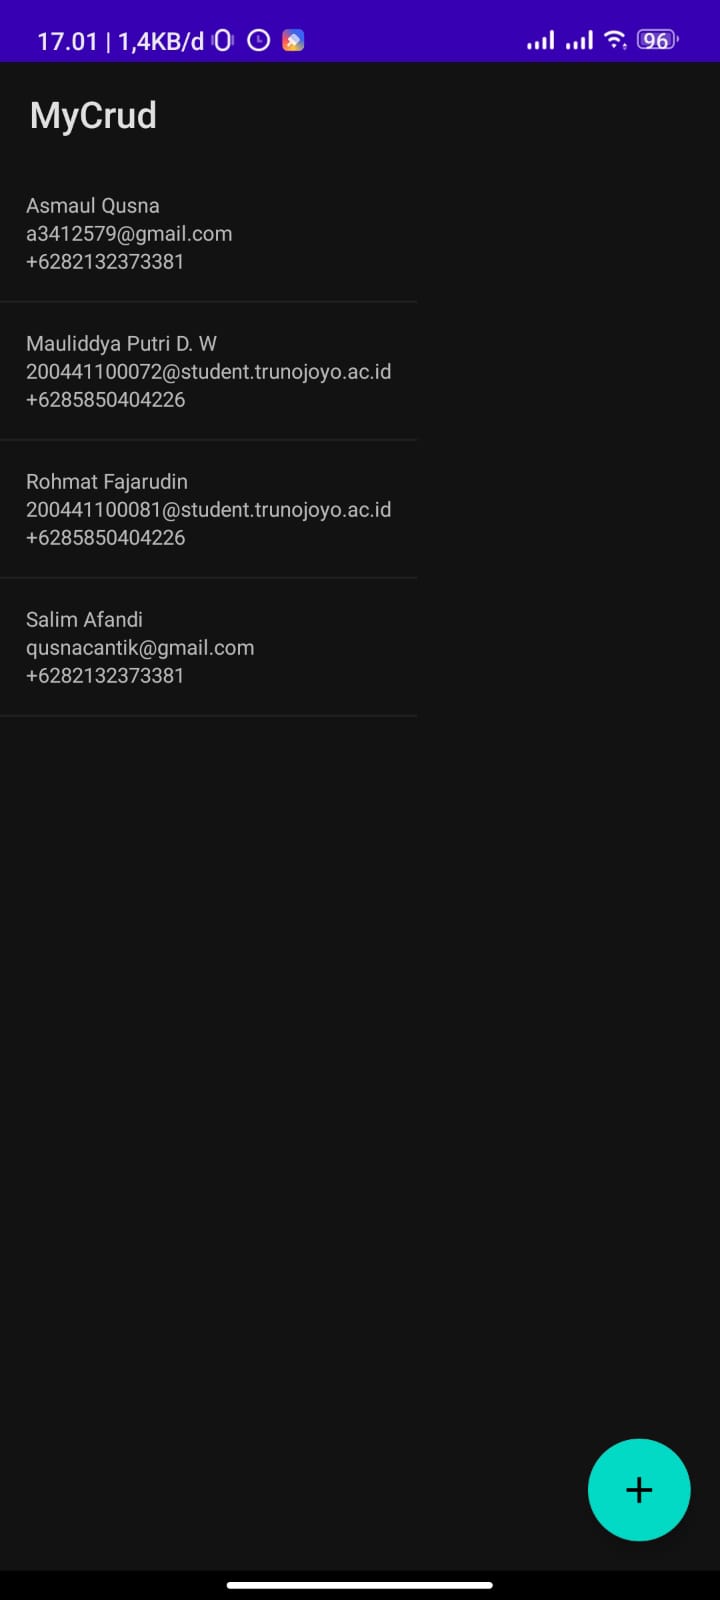 17.01 | 1,4KB/d
96
MyCrud
Asmaul Qusna
a3412579@gmail.com
+6282132373381
Mauliddya Putri D. W
200441100072@student.trunojoyo.ac.id
+6285850404226
Rohmat Fajarudin
200441100081@student.trunojoyo.ac.id
+6285850404226
Salim Afandi
qusnacantik@gmail.com
+6282132373381